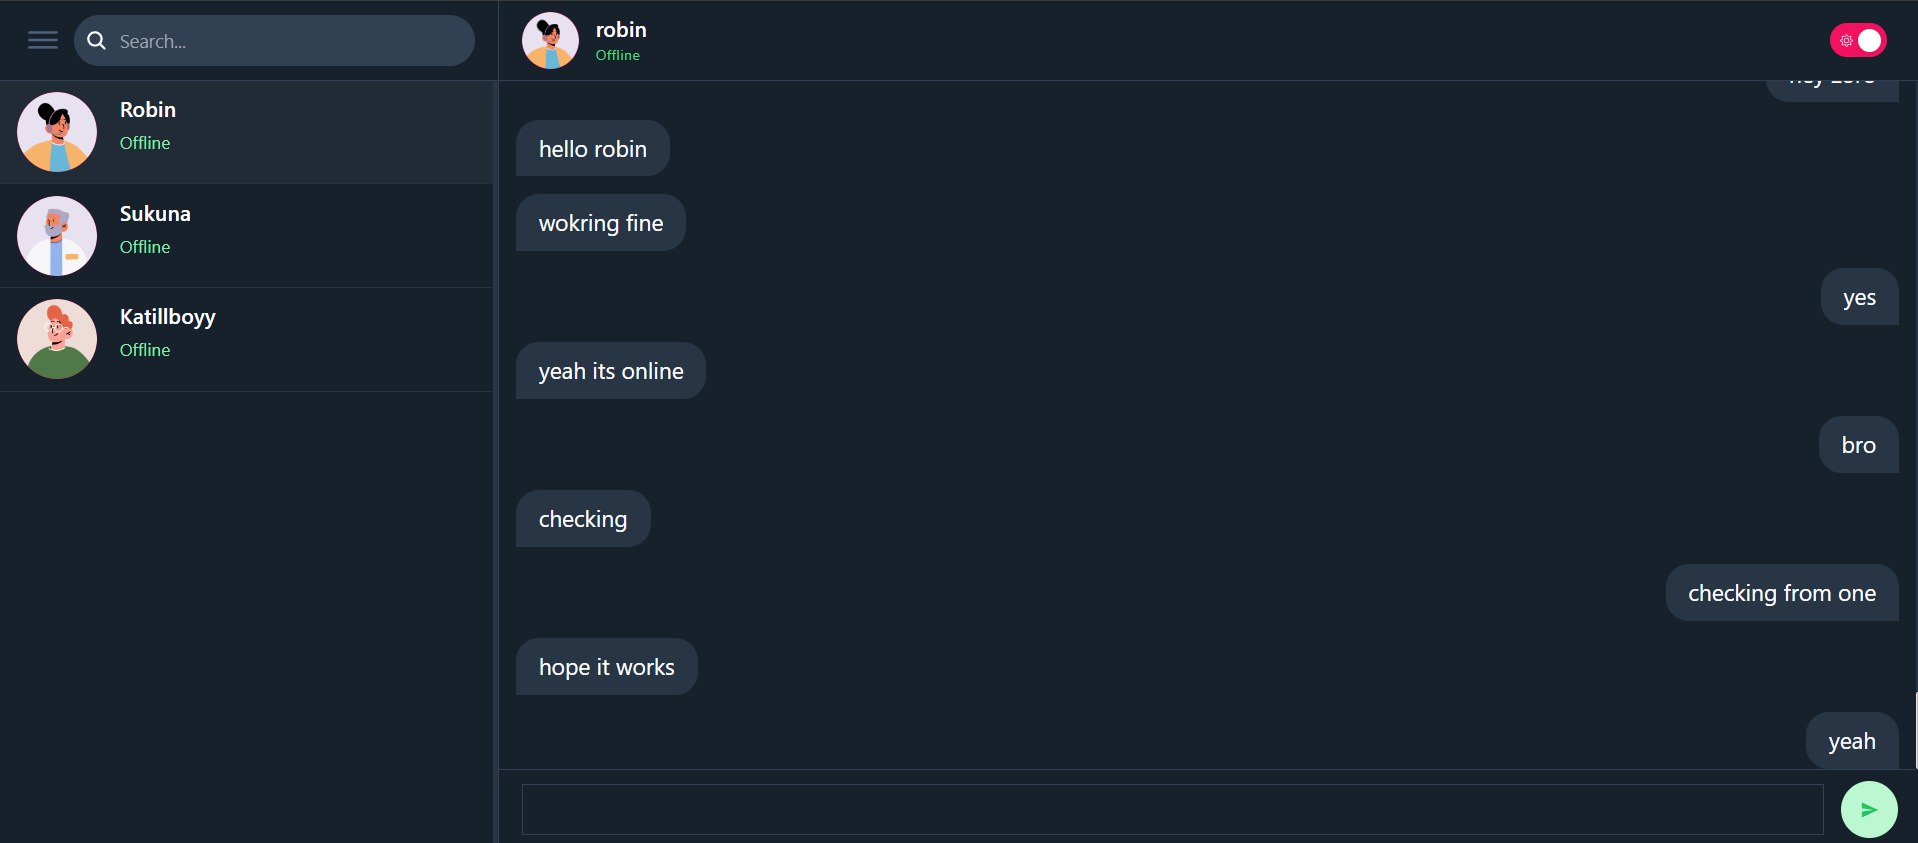 Search...
Robin
Offline
Sukuna
Offline
Katillboyy
Offline
robin
Offline
hello robin
wokring fine
yes
yeah its online
bro
checking
checking from one
hope it works
yeah